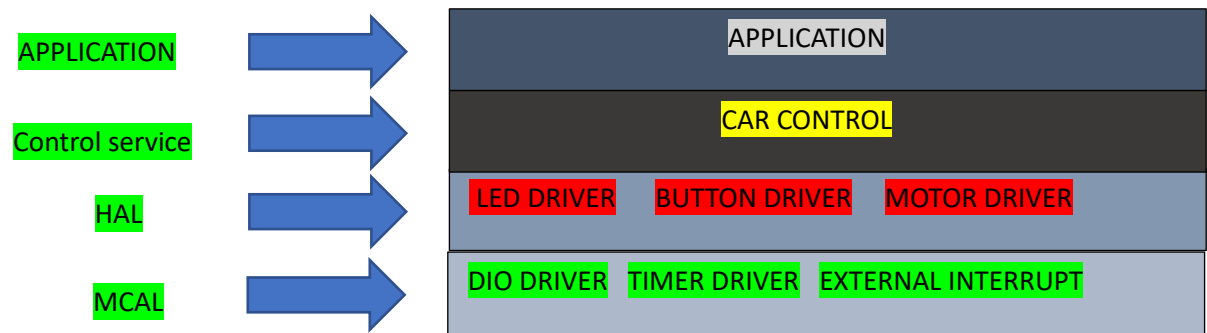 APPLICATION
APPLICATION
Control service
CAR CONTROL
HAL
LED DRIVER BUTTON DRIVER MOTOR DRIVER
MCAL
DIO DRIVER TIMER DRIVER EXTERNAL INTERRUPT